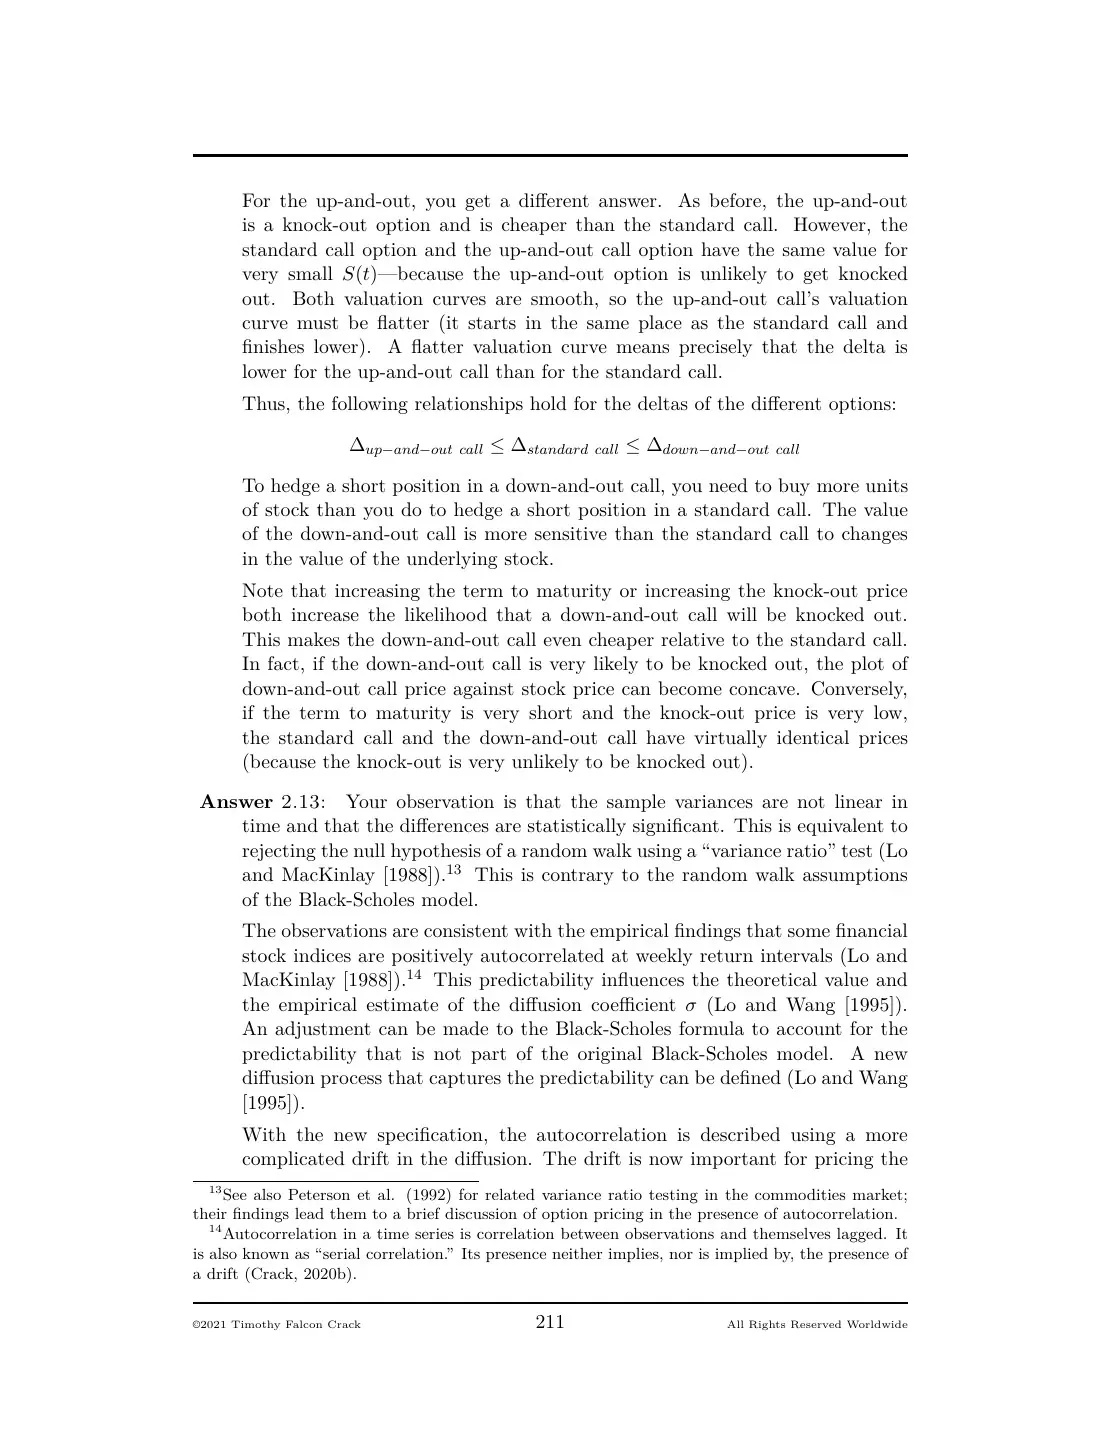 For the up-and-out, you get a different answer. As before, the up-and-out
is a knock-out option and is cheaper than the standard call. However, the
standard call option and the up-and-out call option have the same value for
very small S(t)—because the up-and-out option is unlikely to get knocked
out. Both valuation curves are smooth, so the up-and-out call's valuation
curve must be flatter (it starts in the same place as the standard call and
finishes lower). A flatter valuation curve means precisely that the delta is
lower for the up-and-out call than for the standard call.
Thus, the following relationships hold for the deltas of the different options:
Δup−and−out call ≤ Δstandard call ≤ Δdown−and−out call
To hedge a short position in a down-and-out call, you need to buy more units
of stock than you do to hedge a short position in a standard call. The value
of the down-and-out call is more sensitive than the standard call to changes
in the value of the underlying stock.
Note that increasing the term to maturity or increasing the knock-out price
both increase the likelihood that a down-and-out call will be knocked out.
This makes the down-and-out call even cheaper relative to the standard call.
In fact, if the down-and-out call is very likely to be knocked out, the plot of
down-and-out call price against stock price can become concave. Conversely,
if the term to maturity is very short and the knock-out price is very low,
the standard call and the down-and-out call have virtually identical prices
(because the knock-out is very unlikely to be knocked out).
Answer 2.13: Your observation is that the sample variances are not linear in
time and that the differences are statistically significant. This is equivalent to
rejecting the null hypothesis of a random walk using a “variance ratio” test (Lo
and MacKinlay [1988]).13 This is contrary to the random walk assumptions
of the Black-Scholes model.
The observations are consistent with the empirical findings that some financial
stock indices are positively autocorrelated at weekly return intervals (Lo and
MacKinlay [1988]).14 This predictability influences the theoretical value and
the empirical estimate of the diffusion coefficient σ (Lo and Wang [1995]).
An adjustment can be made to the Black-Scholes formula to account for the
predictability that is not part of the original Black-Scholes model. A new
diffusion process that captures the predictability can be defined (Lo and Wang
[1995]).
With the new specification, the autocorrelation is described using a more
complicated drift in the diffusion. The drift is now important for pricing the
13See also Peterson et al. (1992) for related variance ratio testing in the commodities market;
their findings lead them to a brief discussion of option pricing in the presence of autocorrelation.
14Autocorrelation in a time series is correlation between observations and themselves lagged. It
is also known as “serial correlation.” Its presence neither implies, nor is implied by, the presence of
a drift (Crack, 2020b).
©2021 Timothy Falcon Crack 211 All Rights Reserved Worldwide